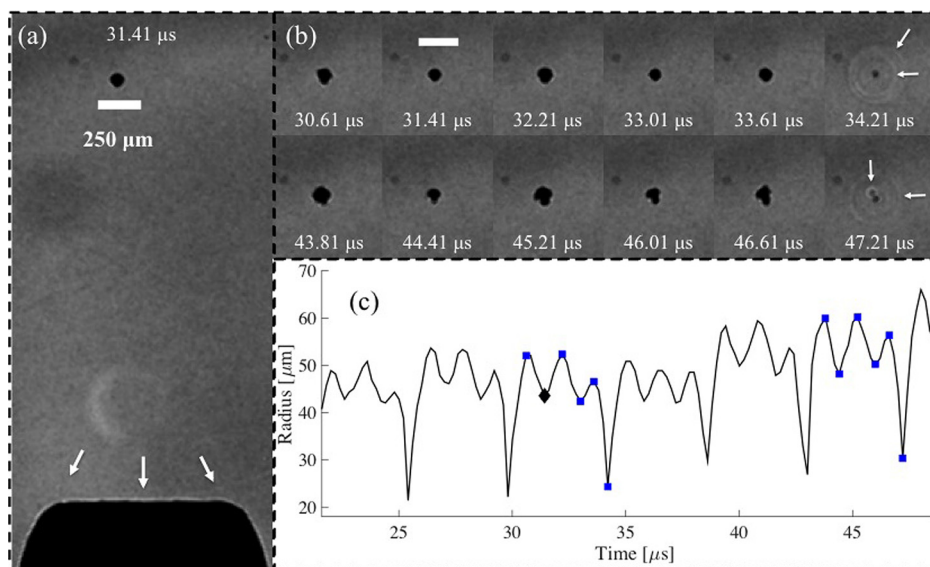 (a)
31.41 μs
250 μm
(b)
30.61 μs
31.41 μs
32.21 μs
33.01 μs
33.61 μs
34.21 μs
43.81 μs
44.41 μs
45.21 μs
46.01 μs
46.61 μs
47.21 μs
(c)
70
60
50
40
30
20
Radius [μm]
25
30
35
40
45
Time [μs]